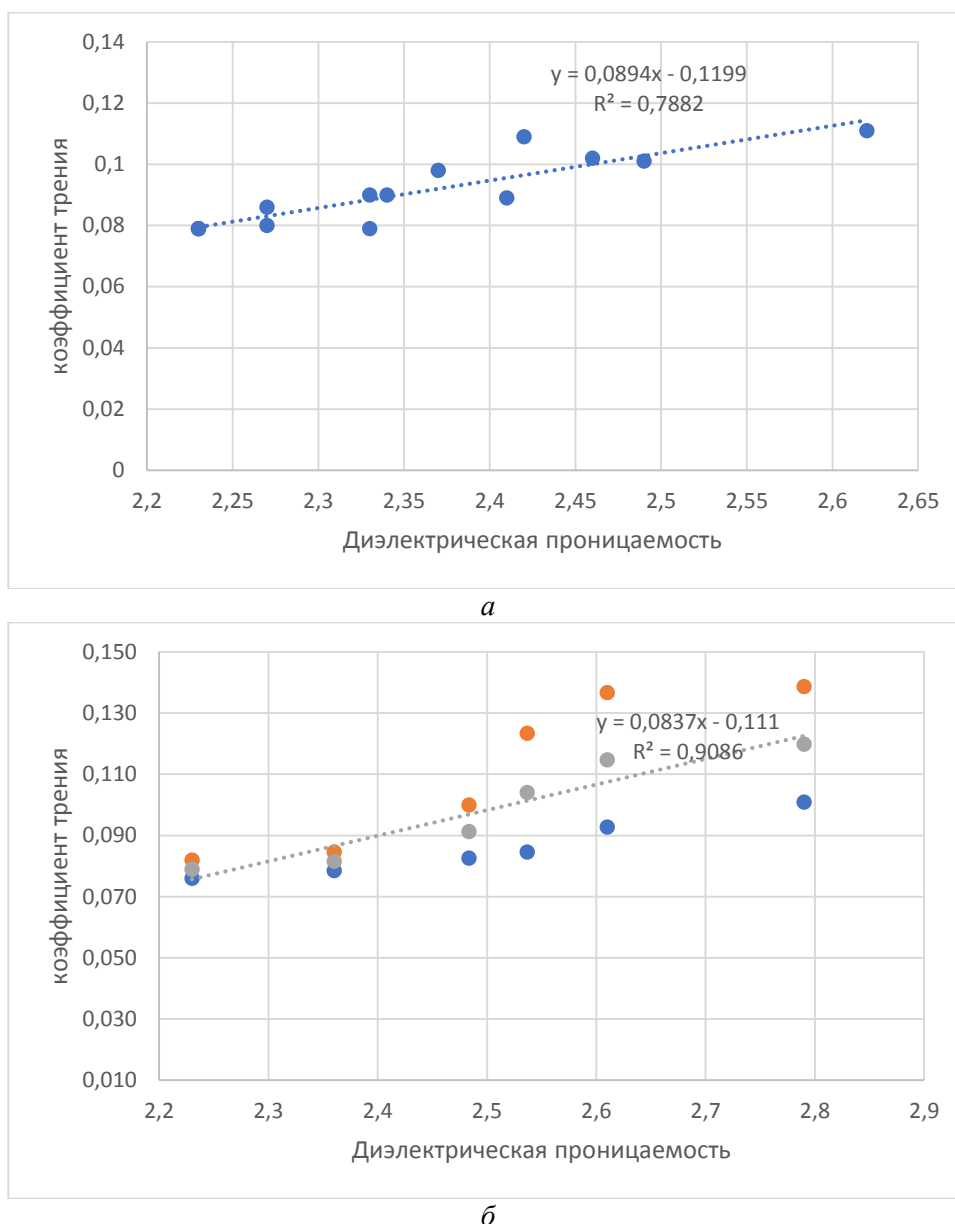 0,14
0,12
0,1
0,08
0,06
0,04
0,02
0
коэффициент трения
y = 0,0894x - 0,1199
R² = 0,7882
2,2 2,25 2,3 2,35 2,4 2,45 2,5 2,55 2,6 2,65
Диэлектрическая проницаемость
а
0,150
0,130
0,110
0,090
0,070
0,050
0,030
0,010
коэффициент трения
y = 0,0837x - 0,111
R² = 0,9086
2,2 2,3 2,4 2,5 2,6 2,7 2,8 2,9
Диэлектрическая проницаемость
б